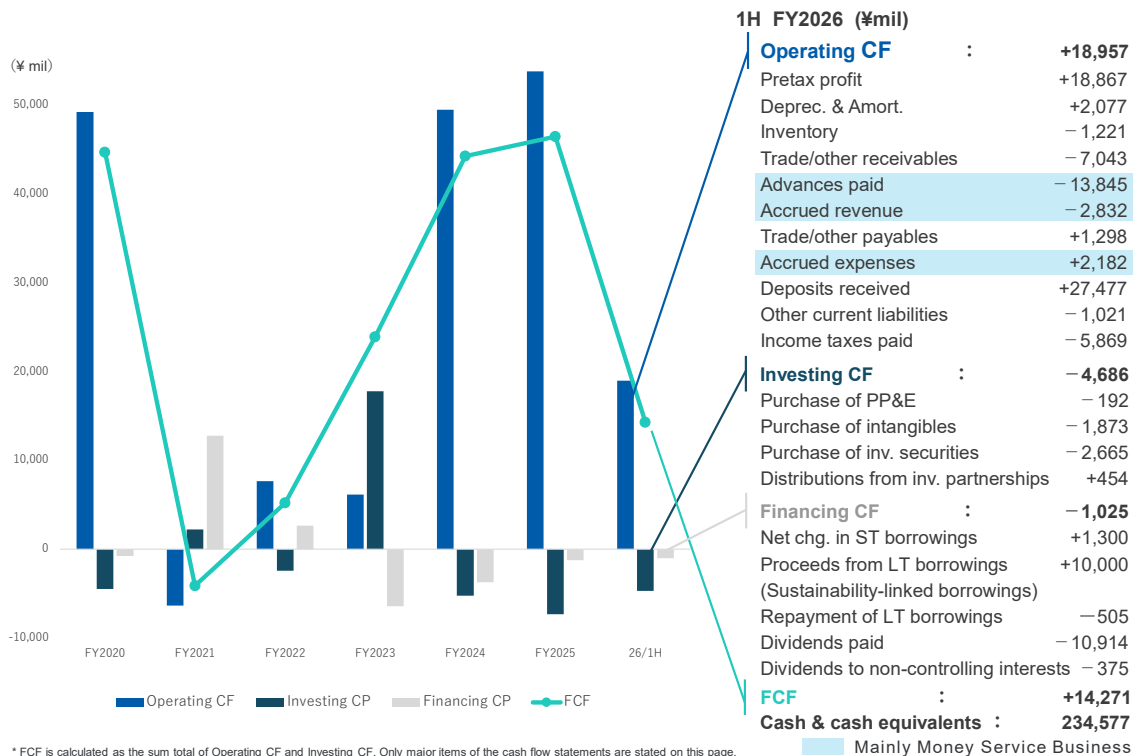 1H FY2026 (¥mil)
(¥ mil)
50,000
40,000
30,000
20,000
10,000
0
-10,000
FY2020 FY2021 FY2022 FY2023 FY2024 FY2025 26/1H
Operating CF Investing CP Financing CP FCF
Operating CF : +18,957
Pretax profit +18,867
Deprec. & Amort. +2,077
Inventory −1,221
Trade/other receivables −7,043
Advances paid −13,845
Accrued revenue −2,832
Trade/other payables +1,298
Accrued expenses +2,182
Deposits received +27,477
Other current liabilities −1,021
Income taxes paid −5,869
Investing CF : −4,686
Purchase of PP&E −192
Purchase of intangibles −1,873
Purchase of inv. securities −2,665
Distributions from inv. partnerships +454
Financing CF : −1,025
Net chg. in ST borrowings +1,300
Proceeds from LT borrowings +10,000
(Sustainability-linked borrowings)
Repayment of LT borrowings −505
Dividends paid −10,914
Dividends to non-controlling interests −375
FCF : +14,271
Cash & cash equivalents : 234,577
Mainly Money Service Business
* FCF is calculated as the sum total of Operating CF and Investing CF. Only major items of the cash flow statements are stated on this page.